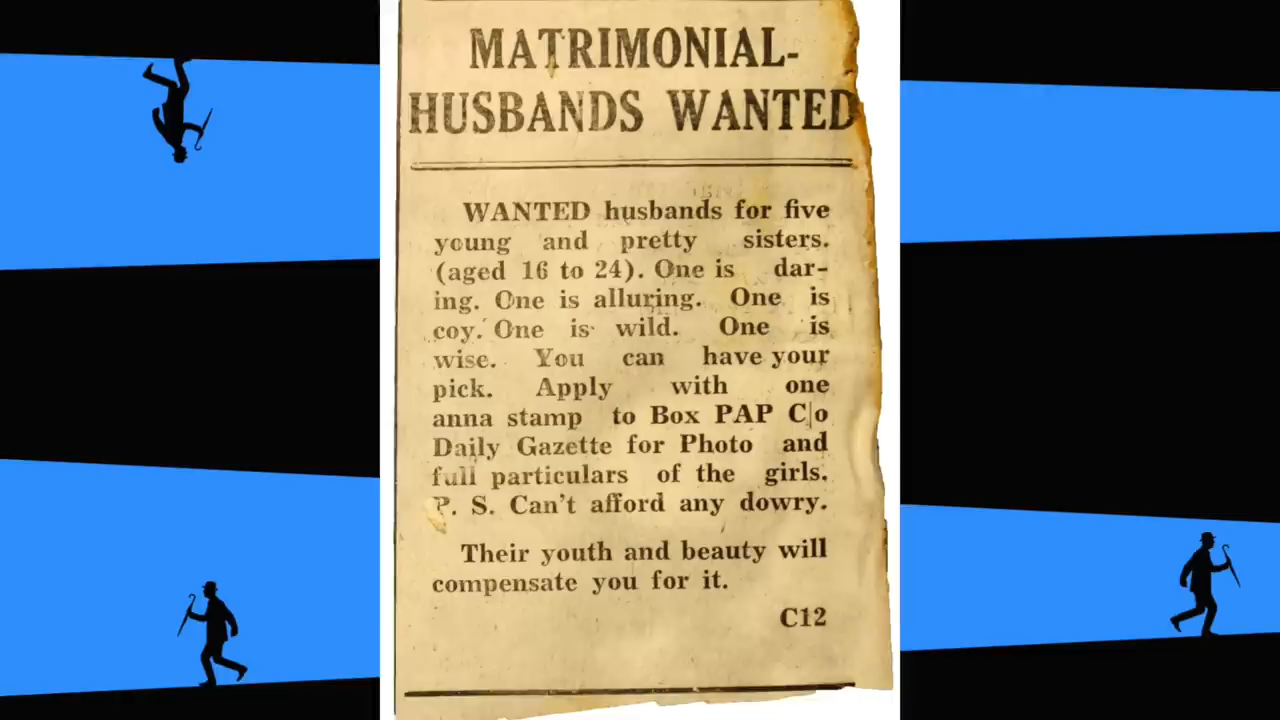 MATRIMONIAL-
HUSBANDS WANTED
WANTED husbands for five
young and pretty sisters.
(aged 16 to 24). One is dar-
ing. One is alluring. One is
coy. One is wild. One is
wise. You can have your
pick. Apply with one
anna stamp to Box PAP C|o
Daily Gazette for Photo and
full particulars of the girls.
P. S. Can't afford any dowry.
Their youth and beauty will
compensate you for it.
C12